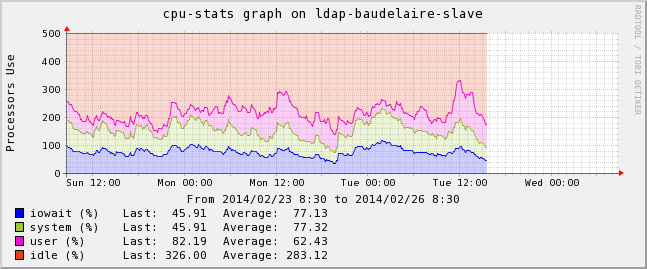 cpu-stats graph on ldap-baudelaire-slave
RRDTOOL / TOBI OETIKER
Processors Use
500
400
300
200
100
0
Sun 12:00 Mon 00:00 Mon 12:00 Tue 00:00 Tue 12:00 Wed 00:00
From 2014/02/23 8:30 to 2014/02/26 8:30
iowait (%) Last: 45.91 Average: 77.13
system (%) Last: 45.91 Average: 77.32
user (%) Last: 82.19 Average: 62.43
idle (%) Last: 326.00 Average: 283.12